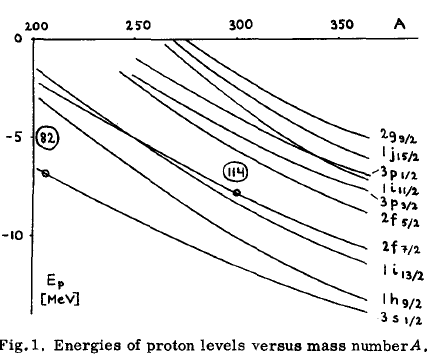 200 250 300 350 A
0
2g9/2
1j15/2
82
-5
114
3p1/2
1i11/2
3p3/2
2f5/2
2f7/2
-10
1i13/2
Ep
[MeV]
1h9/2
3s1/2
Fig.1. Energies of proton levels versus mass number A.